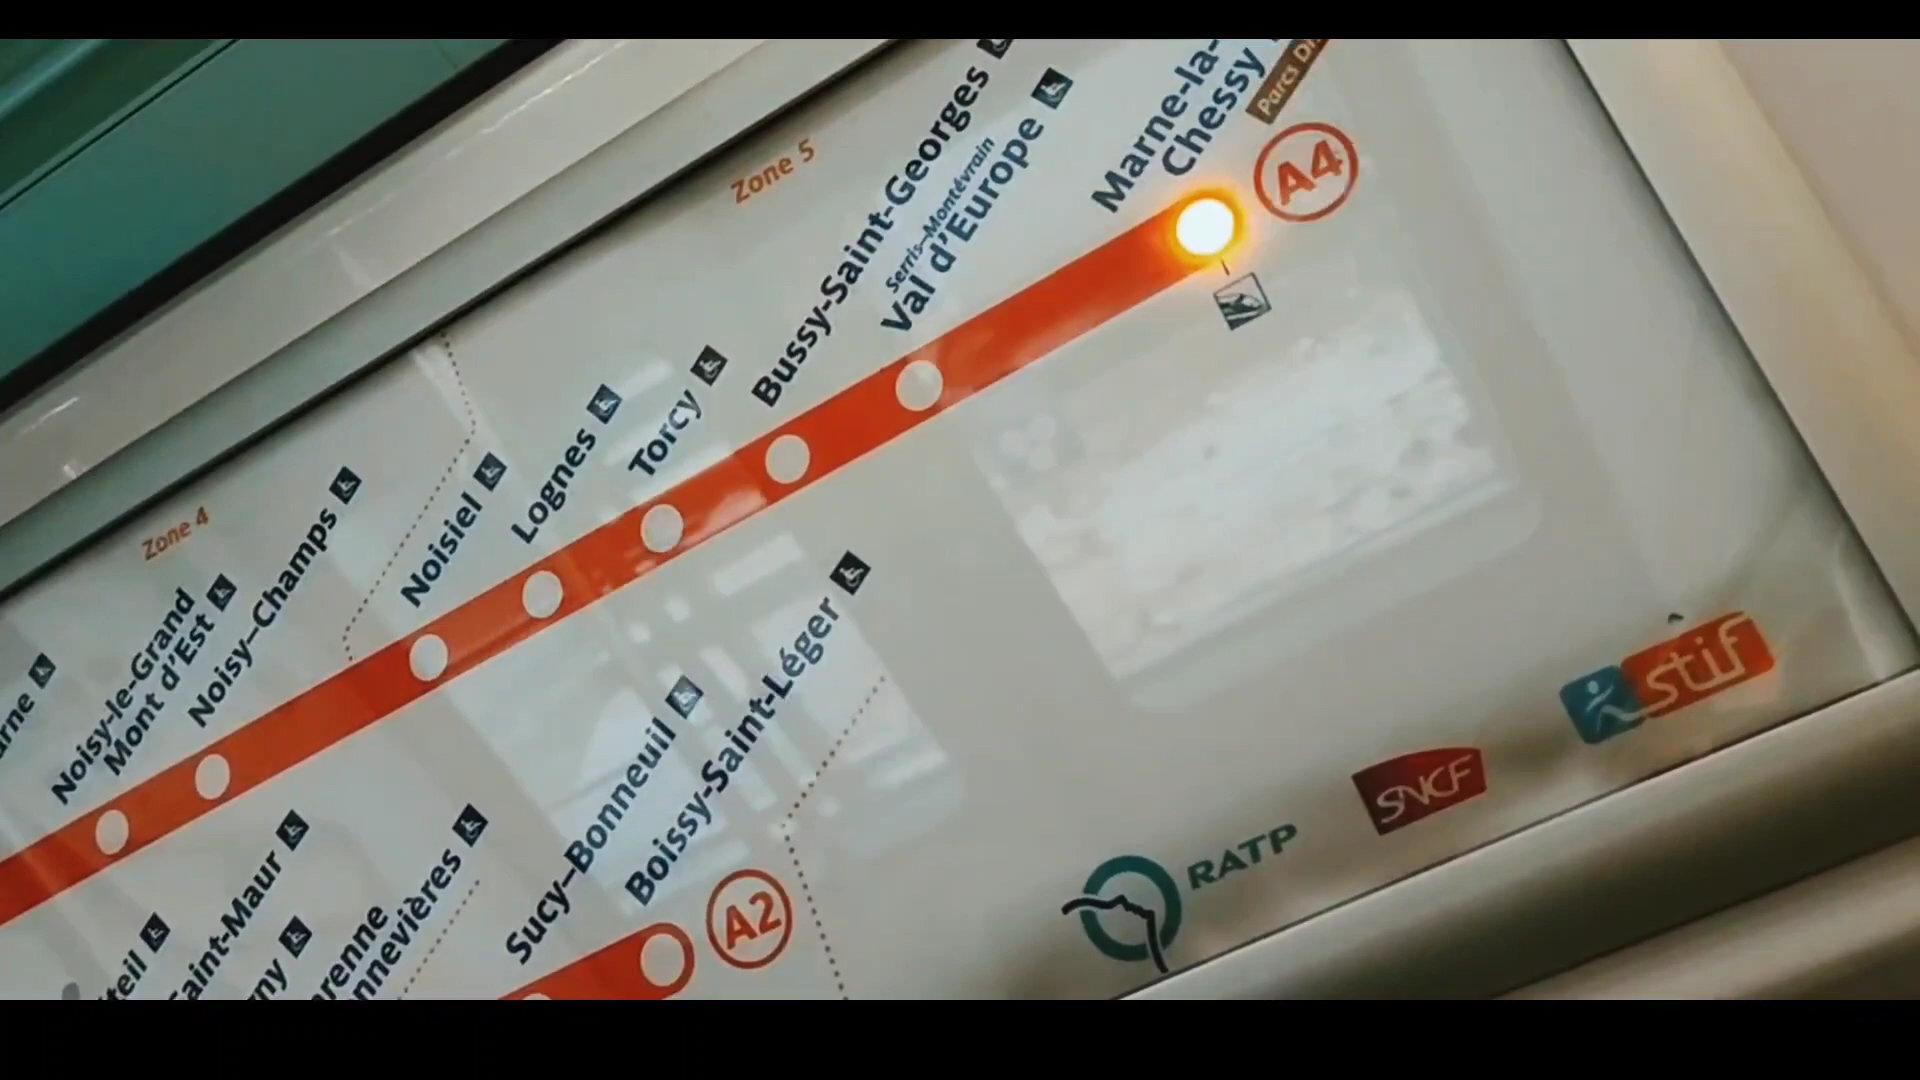 Zone 5
Bussy-Saint-Georges
Serris–Montévrain
Val d'Europe
Marne-la-
Chessy
Parcs
A4
Zone 4
Noisy-le-Grand
Mont d'Est
Noisy–Champs
Noisiel
Lognes
Torcy
Saint-Maur
Sucy–Bonneuil
Boissy-Saint-Léger
A2
RATP
SNCF
stif